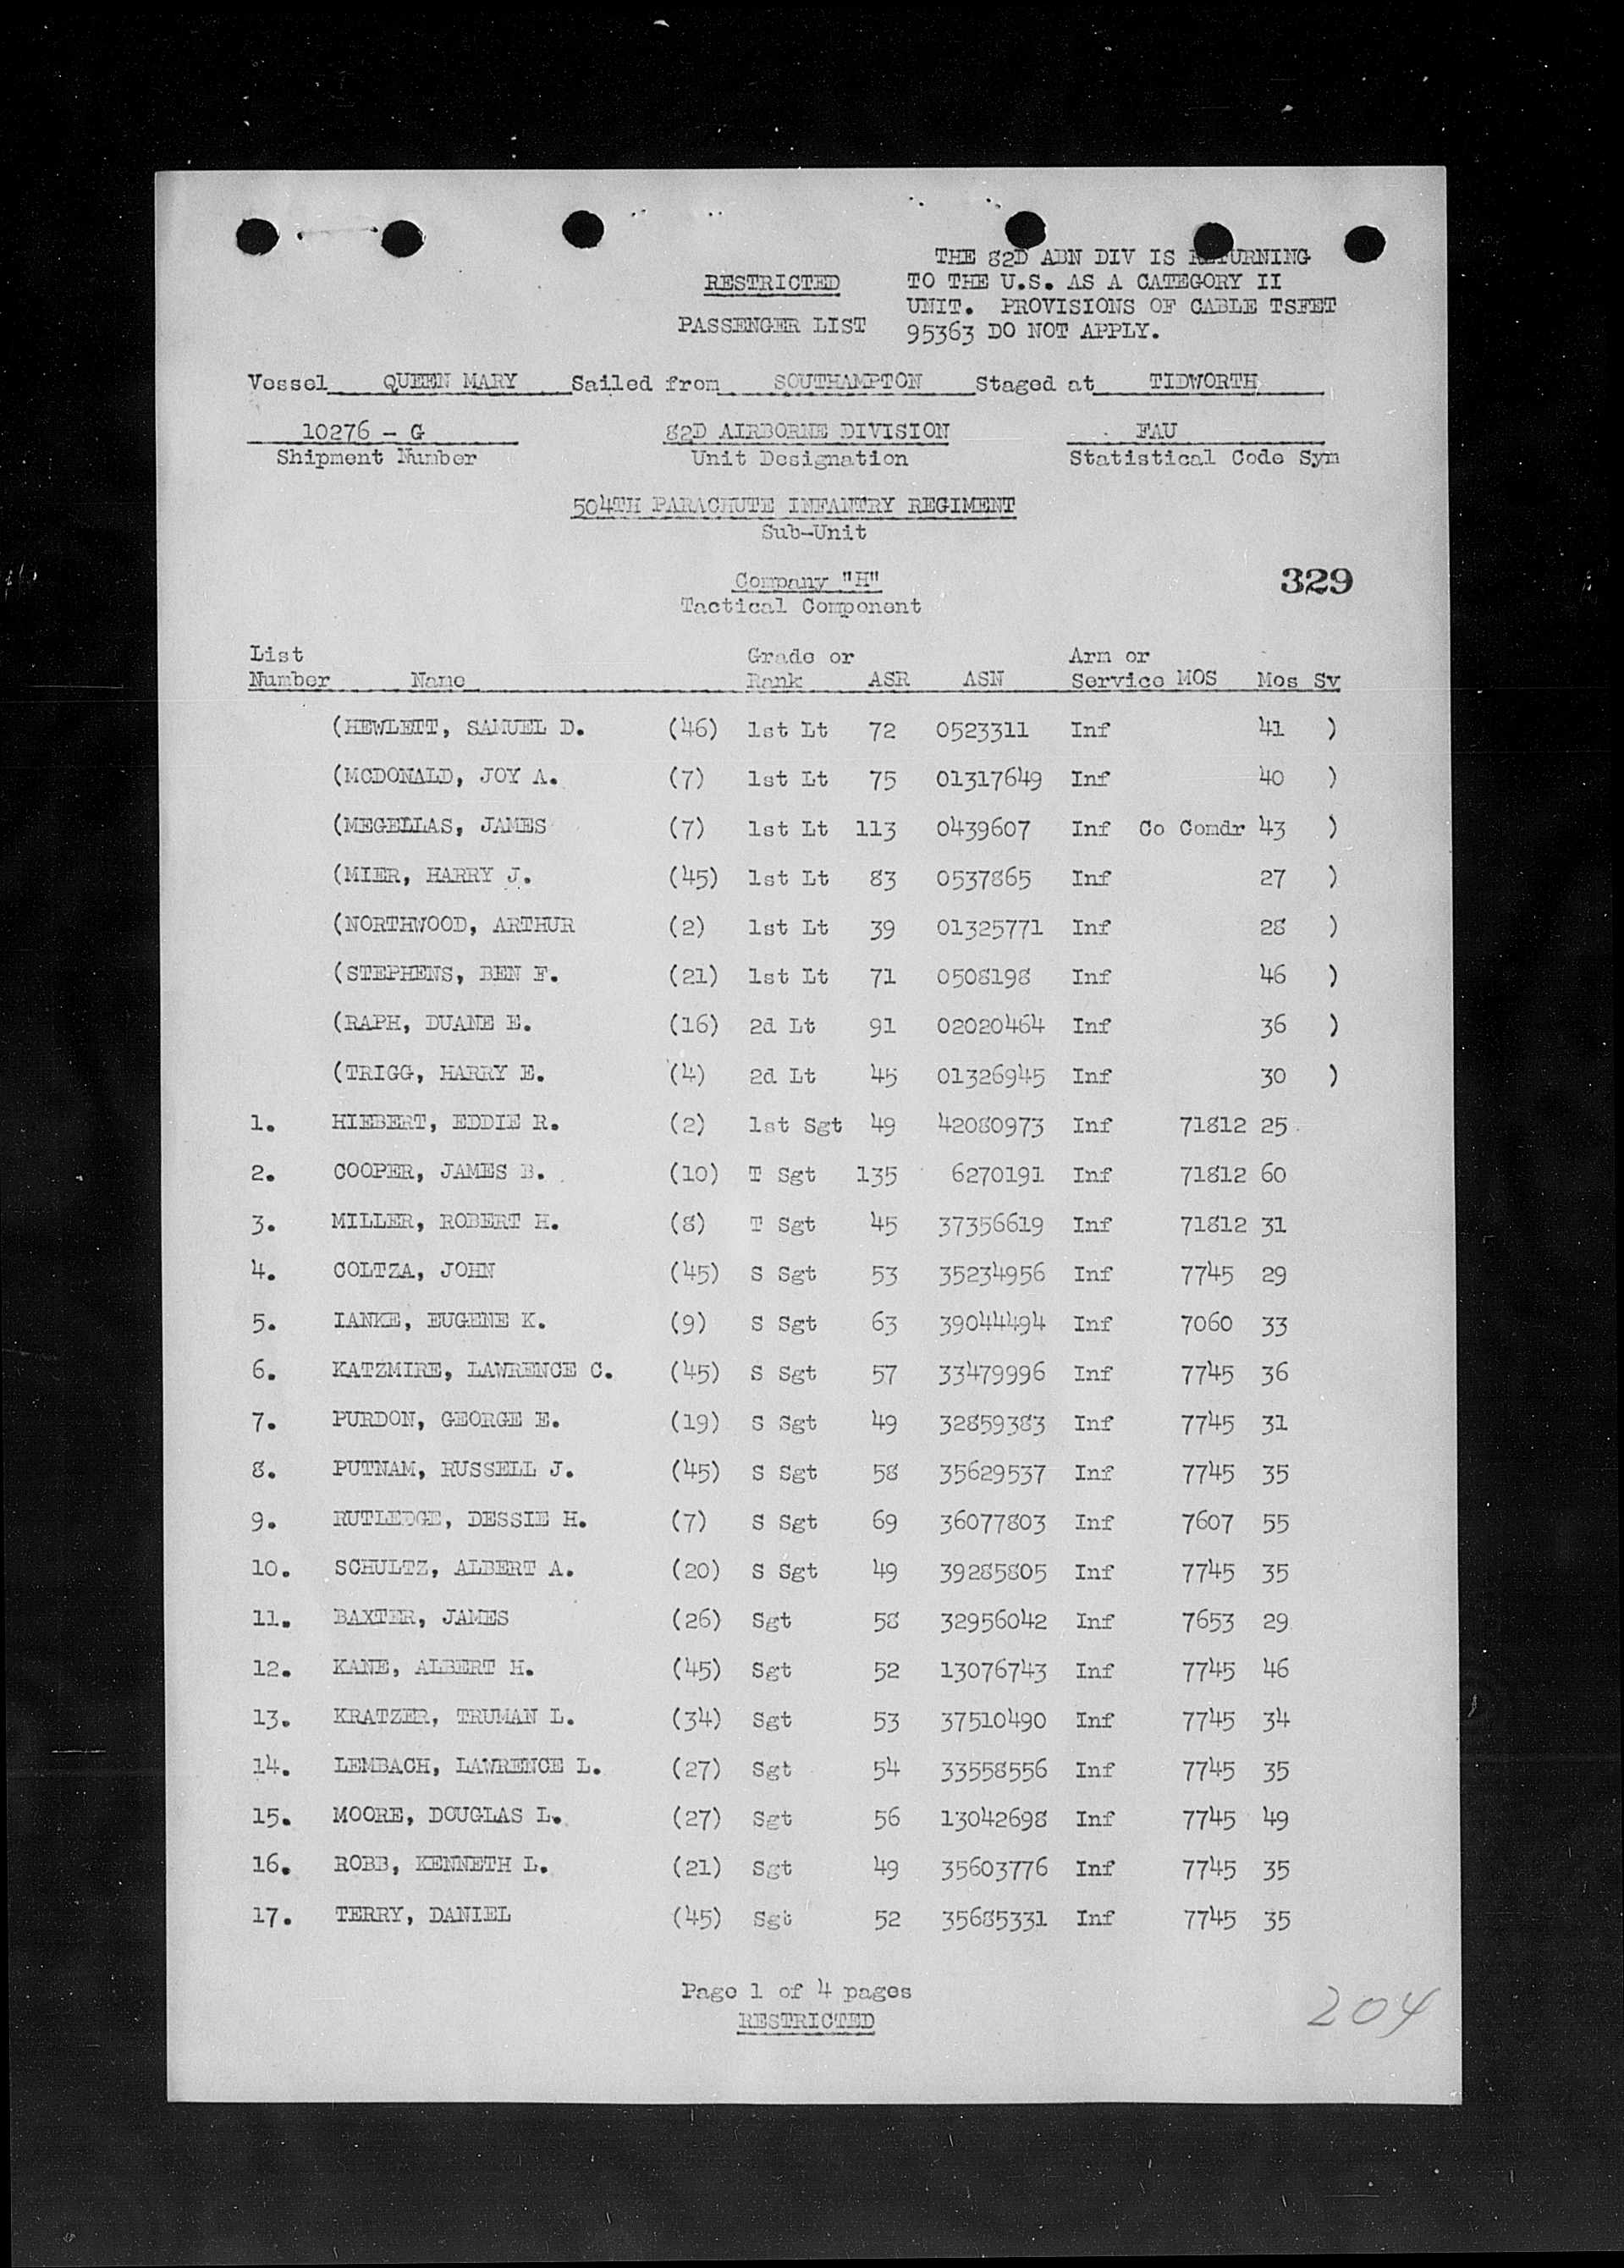 THE 82D ABN DIV IS RETURNING
RESTRICTED TO THE U.S. AS A CATEGORY II
UNIT. PROVISIONS OF CABLE TSFET
PASSENGER LIST 95363 DO NOT APPLY.
Vessel QUEEN MARY Sailed from SOUTHAMPTON Staged at TIDWORTH
10276 - G 82D AIRBORNE DIVISION FAU
Shipment Number Unit Designation Statistical Code Sym
504TH PARACHUTE INFANTRY REGIMENT
Sub-Unit
Company "H" 329
Tactical Component
List Grade or Arm or
Number Name Rank ASR ASN Service MOS Mos Sv
(HEWLETT, SAMUEL D. (46) 1st Lt 72 0523311 Inf 41 )
(MCDONALD, JOY A. (7) 1st Lt 75 01317649 Inf 40 )
(MEGELLAS, JAMES (7) 1st Lt 113 0439607 Inf Co Comdr 43 )
(MIER, HARRY J. (45) 1st Lt 83 0537865 Inf 27 )
(NORTHWOOD, ARTHUR (2) 1st Lt 39 01325771 Inf 28 )
(STEPHENS, BEN F. (21) 1st Lt 71 0508198 Inf 46 )
(RAPH, DUANE E. (16) 2d Lt 91 02020464 Inf 36 )
(TRIGG, HARRY E. (4) 2d Lt 45 01326945 Inf 30 )
1. HIEBERT, EDDIE R. (2) 1st Sgt 49 42080973 Inf 71812 25
2. COOPER, JAMES B. (10) T Sgt 135 6270191 Inf 71812 60
3. MILLER, ROBERT H. (8) T Sgt 45 37356619 Inf 71812 31
4. COLTZA, JOHN (45) S Sgt 53 35234956 Inf 7745 29
5. IANKE, EUGENE K. (9) S Sgt 63 39044494 Inf 7060 33
6. KATZMIRE, LAWRENCE C. (45) S Sgt 57 33479996 Inf 7745 36
7. PURDON, GEORGE E. (19) S Sgt 49 32859383 Inf 7745 31
8. PUTNAM, RUSSELL J. (45) S Sgt 58 35629537 Inf 7745 35
9. RUTLEDGE, DESSIE H. (7) S Sgt 69 36077803 Inf 7607 55
10. SCHULTZ, ALBERT A. (20) S Sgt 49 39285805 Inf 7745 35
11. BAXTER, JAMES (26) Sgt 58 32956042 Inf 7653 29
12. KANE, ALBERT H. (45) Sgt 52 13076743 Inf 7745 46
13. KRATZER, TRUMAN L. (34) Sgt 53 37510490 Inf 7745 34
14. LEMBACH, LAWRENCE L. (27) Sgt 54 33558556 Inf 7745 35
15. MOORE, DOUGLAS L. (27) Sgt 56 13042698 Inf 7745 49
16. ROBB, KENNETH L. (21) Sgt 49 35603776 Inf 7745 35
17. TERRY, DANIEL (45) Sgt 52 35685331 Inf 7745 35
Page 1 of 4 pages
RESTRICTED
204